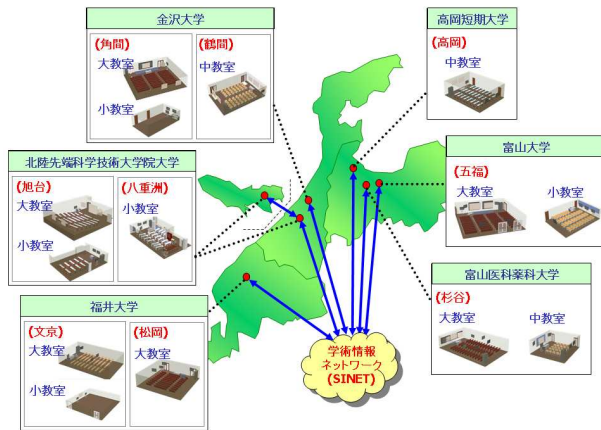 金沢大学
(角間)
大教室
小教室
(鶴間)
中教室
高岡短期大学
(高岡)
中教室
北陸先端科学技術大学院大学
(旭台)
大教室
小教室
(八重洲)
小教室
富山大学
(五福)
大教室
小教室
福井大学
(文京)
大教室
小教室
(松岡)
大教室
富山医科薬科大学
(杉谷)
大教室
中教室
学術情報
ネットワーク
(SINET)